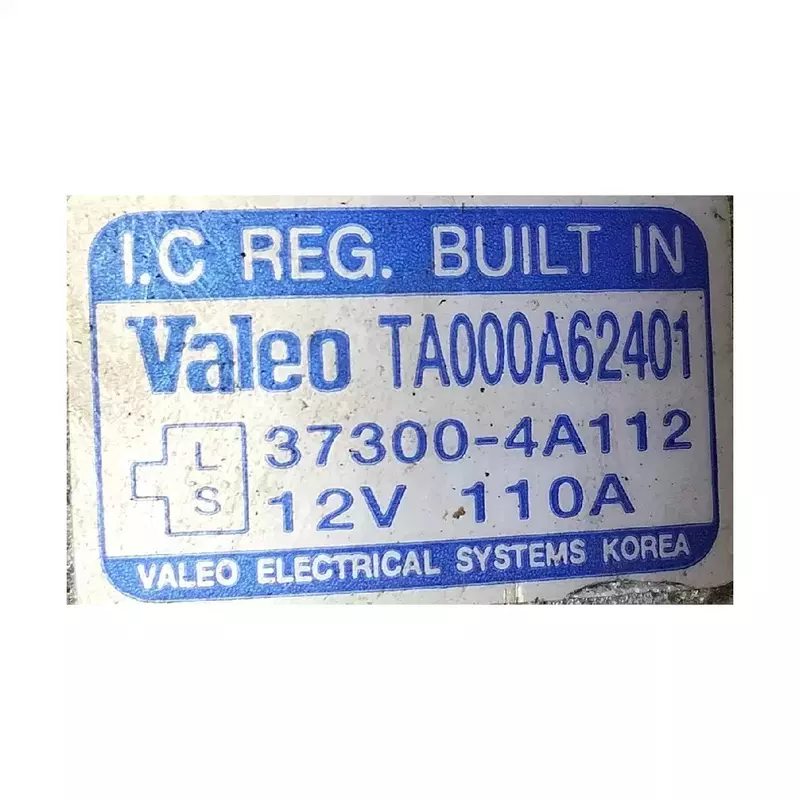 I.C REG. BUILT IN
Valeo TA000A62401
L 37300-4A112
S 12V 110A
VALEO ELECTRICAL SYSTEMS KOREA